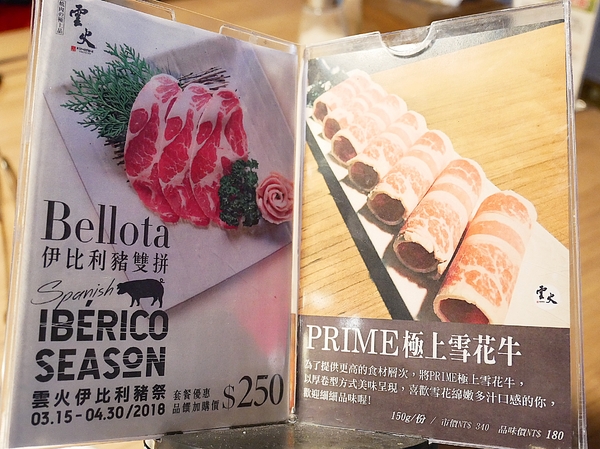 雲火
Bellota
伊比利豬雙拼
Spanish
IBÉRICO
SEASON
雲火伊比利豬祭
03.15 - 04.30/2018
套餐優惠
品饌加購價 $250
雲火
PRIME極上雪花牛
為了提供更高的食材層次，將PRIME極上雪花牛，
以厚卷型方式美味呈現，喜歡雪花綿嫩多汁口感的你，
歡迎細細品味喔！
150g/份 / 市價NT$ 340 品味價NT$ 180